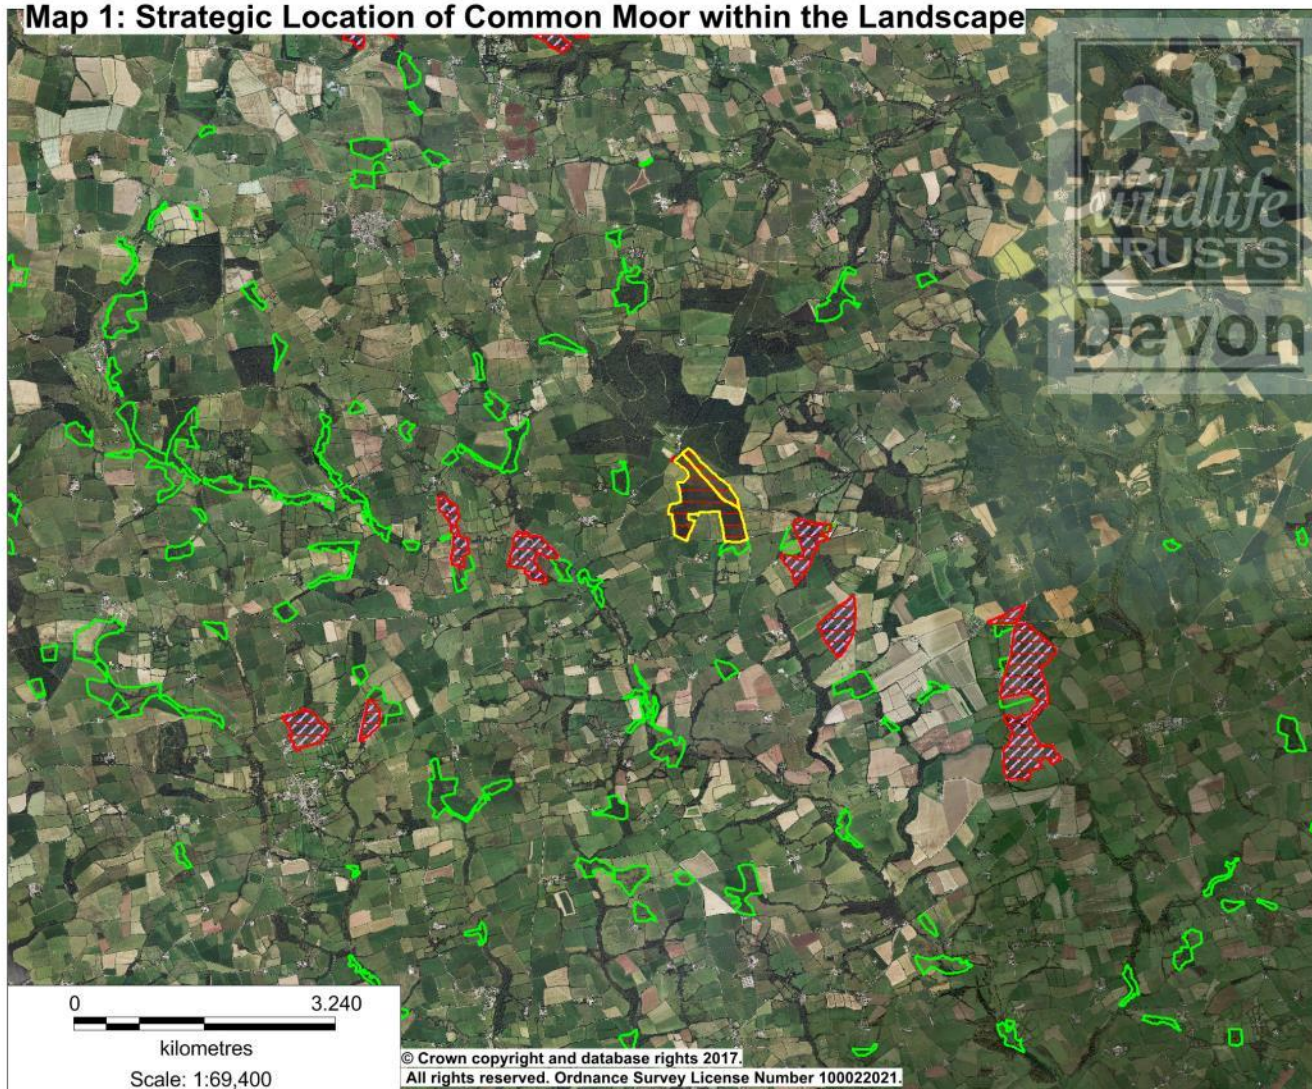 Map 1: Strategic Location of Common Moor within the Landscape
THE
wildlife
TRUSTS
Devon
0 3.240
kilometres
Scale: 1:69,400
© Crown copyright and database rights 2017.
All rights reserved. Ordnance Survey License Number 100022021.